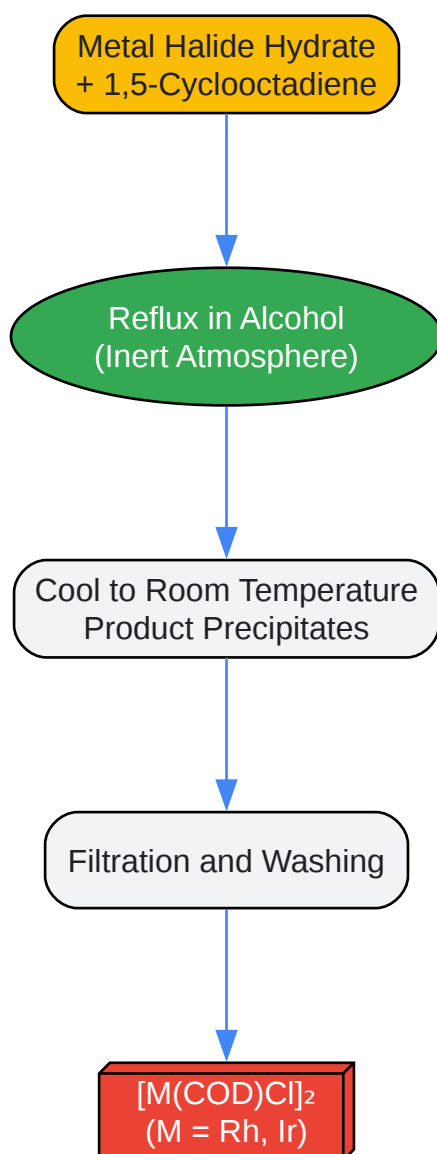 Metal Halide Hydrate
+ 1,5-Cyclooctadiene
Reflux in Alcohol
(Inert Atmosphere)
Cool to Room Temperature
Product Precipitates
Filtration and Washing
[M(COD)Cl]₂
(M = Rh, Ir)